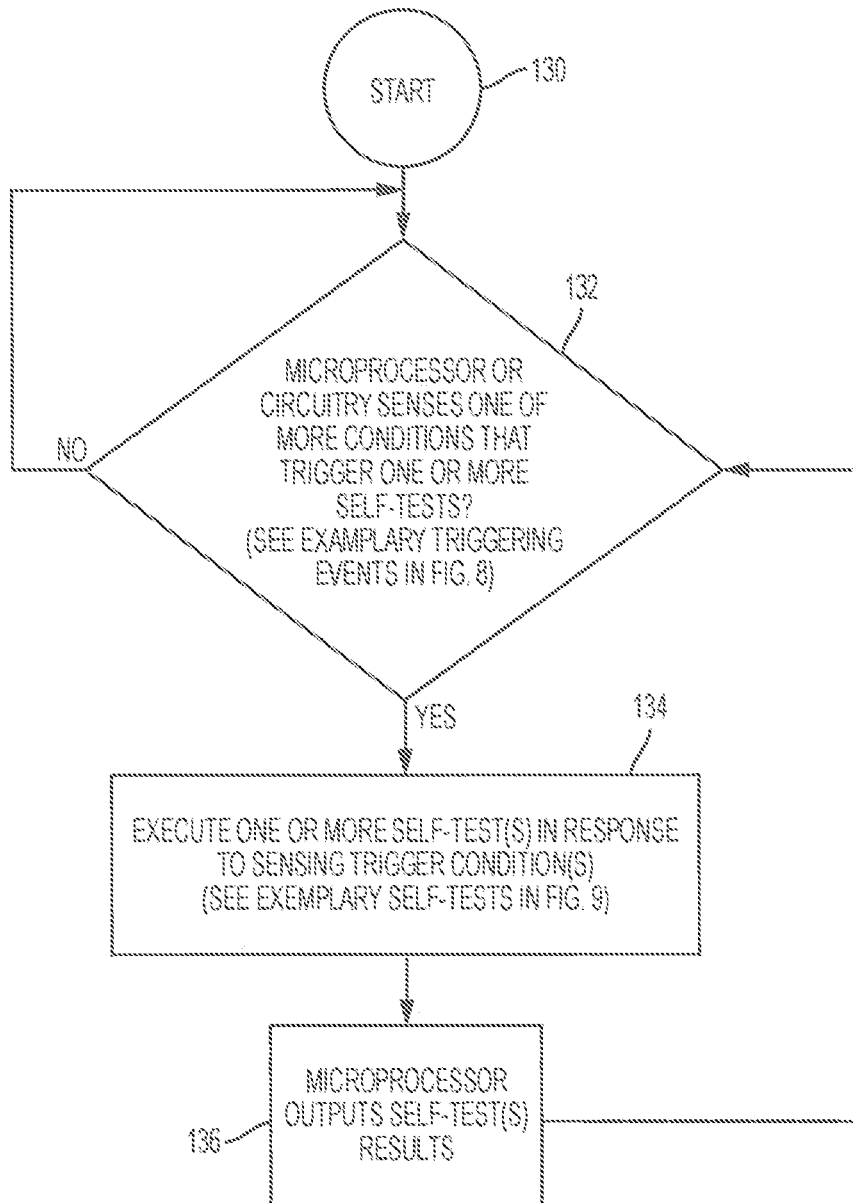 START
130
132
MICROPROCESSOR OR
CIRCUITRY SENSES ONE OF
MORE CONDITIONS THAT
TRIGGER ONE OR MORE
SELF-TESTS?
(SEE EXAMPLARY TRIGGERING
EVENTS IN FIG. 8)
NO
YES
134
EXECUTE ONE OR MORE SELF-TEST(S) IN RESPONSE
TO SENSING TRIGGER CONDITION(S)
(SEE EXEMPLARY SELF-TESTS IN FIG. 9)
MICROPROCESSOR
OUTPUTS SELF-TEST(S)
RESULTS
136